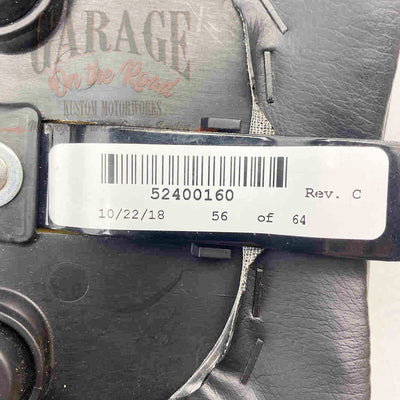 GARAGE
On the Road
KUSTOM MOTORWORKS
52400160
Rev. C
10/22/18 56 of 64